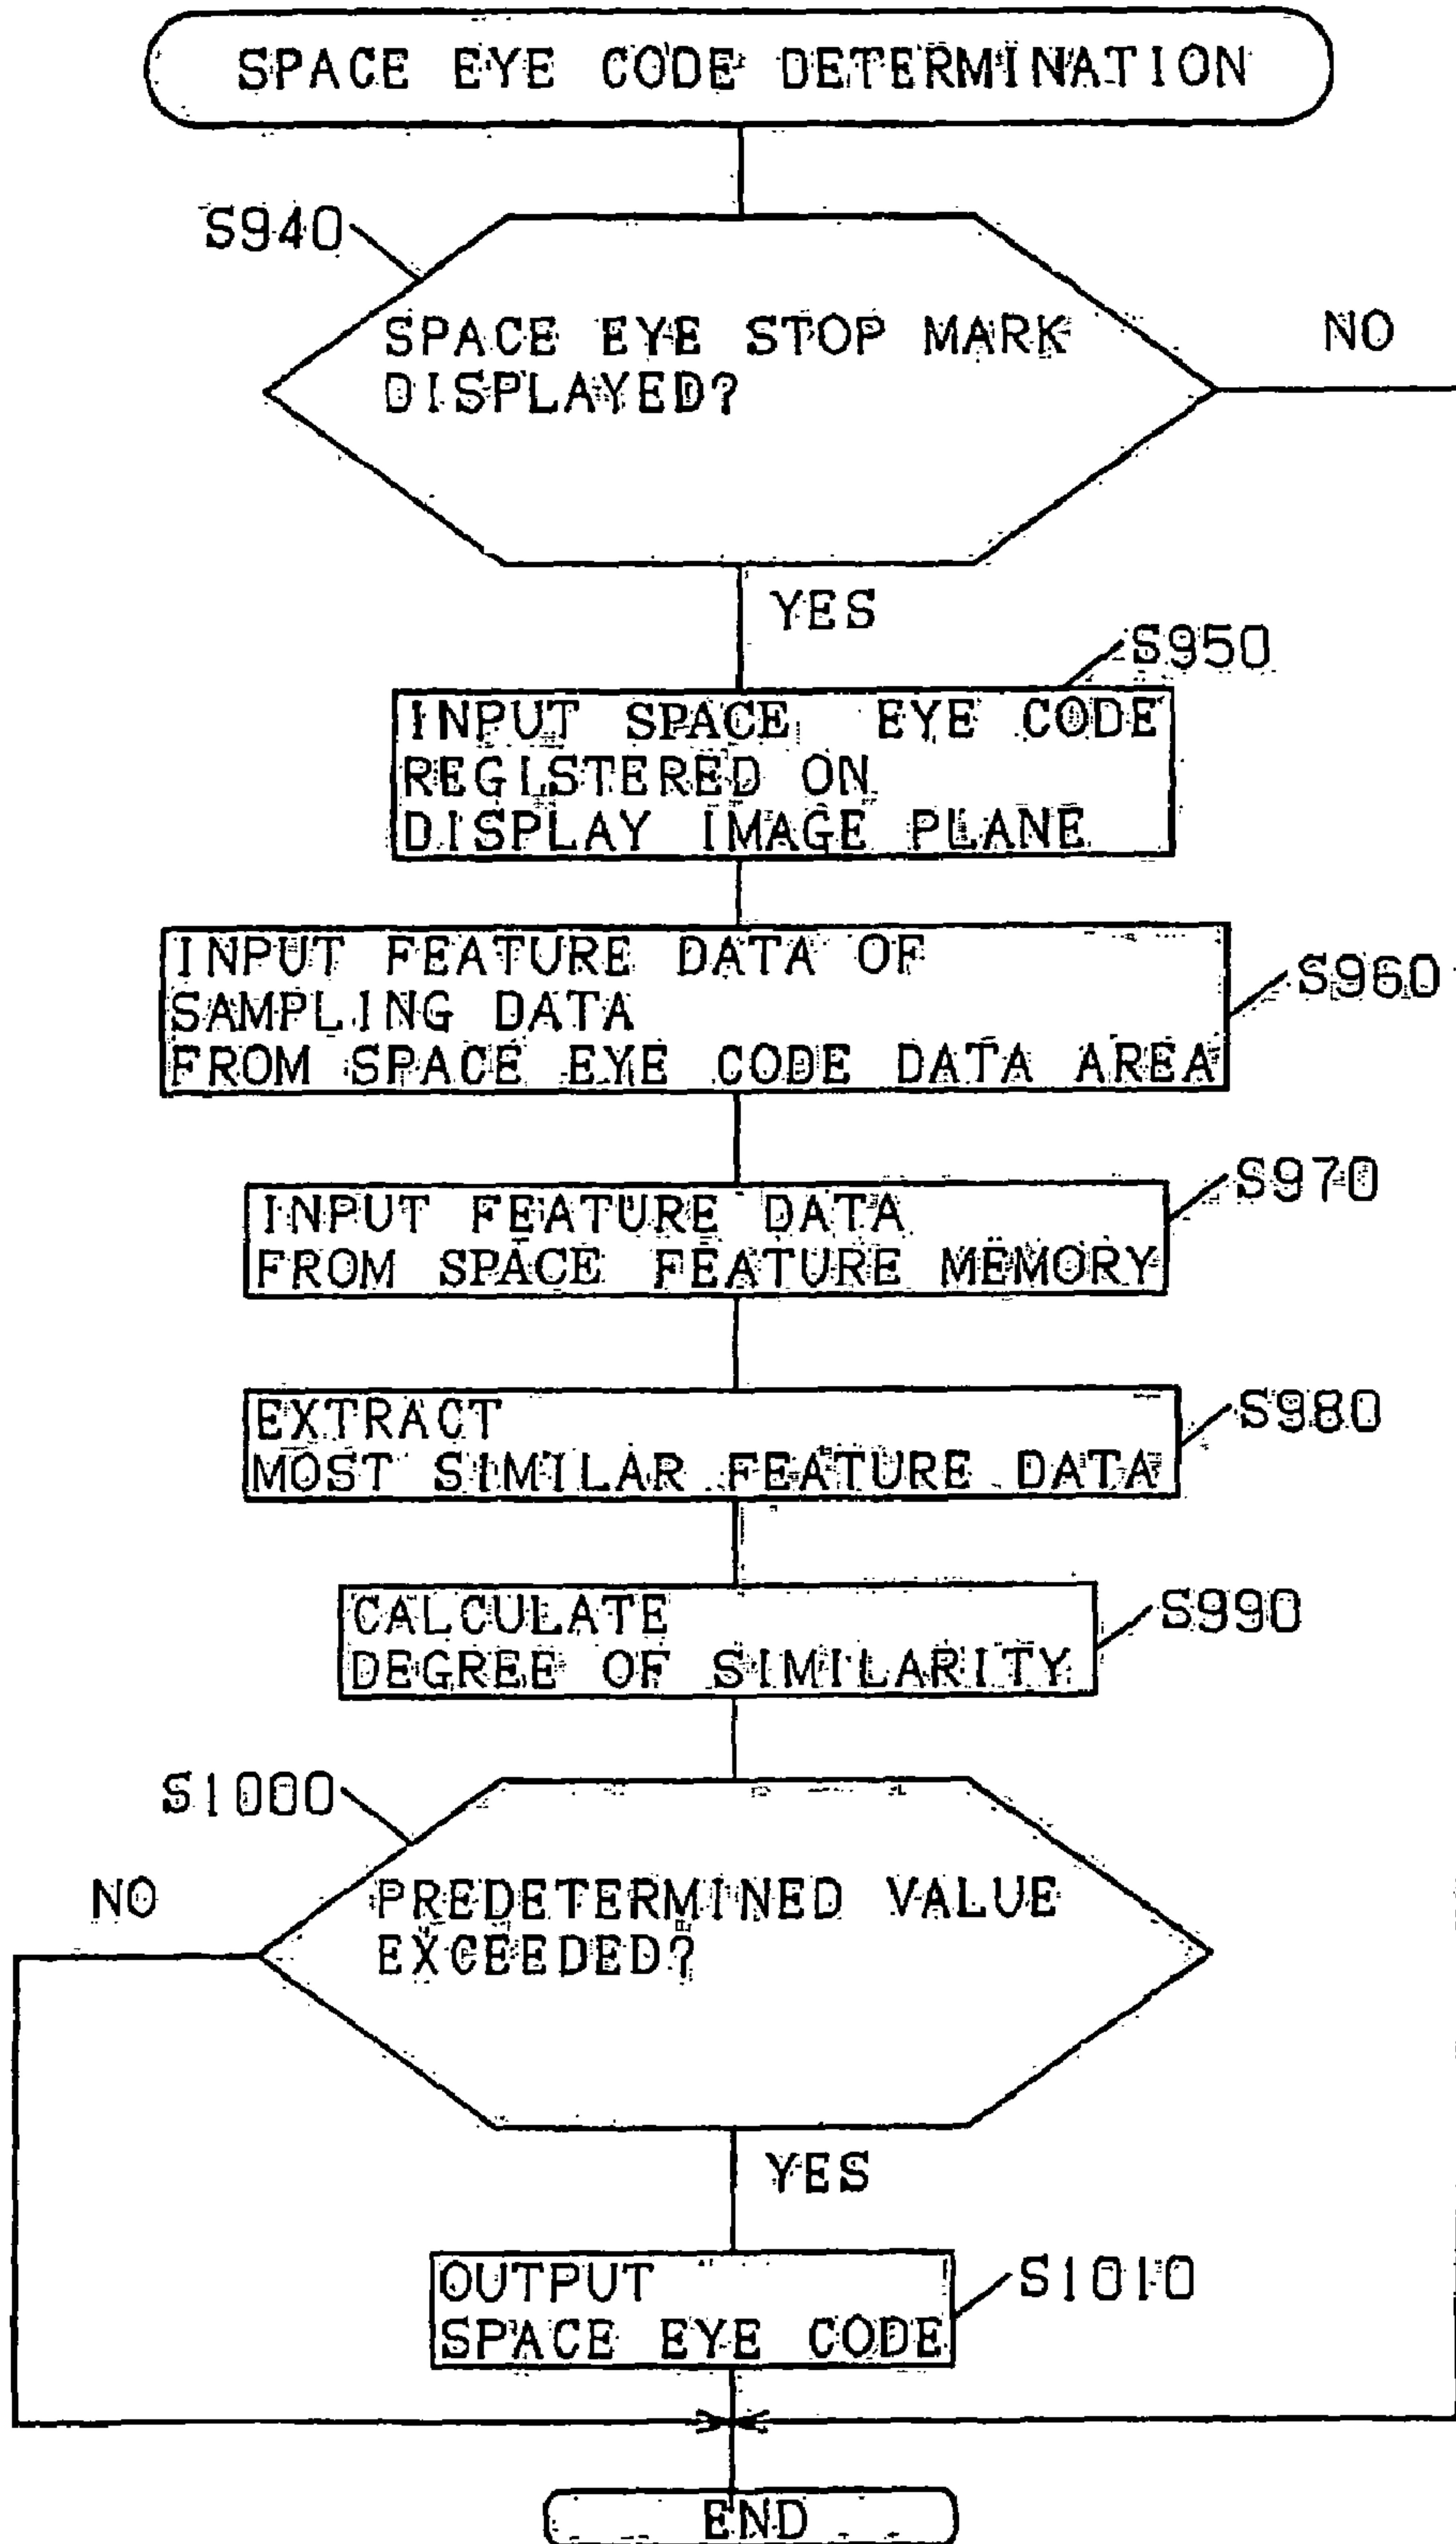 SPACE EYE CODE DETERMINATION
S940
SPACE EYE STOP MARK
DISPLAYED?
NO
YES
S950
INPUT SPACE EYE CODE
REGISTERED ON
DISPLAY IMAGE PLANE
INPUT FEATURE DATA OF
SAMPLING DATA
FROM SPACE EYE CODE DATA AREA
S960
S970
INPUT FEATURE DATA
FROM SPACE FEATURE MEMORY
EXTRACT
MOST SIMILAR FEATURE DATA
S980
CALCULATE
DEGREE OF SIMILARITY
S990
S1000
NO
PREDETERMINED VALUE
EXCEEDED?
YES
OUTPUT
SPACE EYE CODE
S1010
END